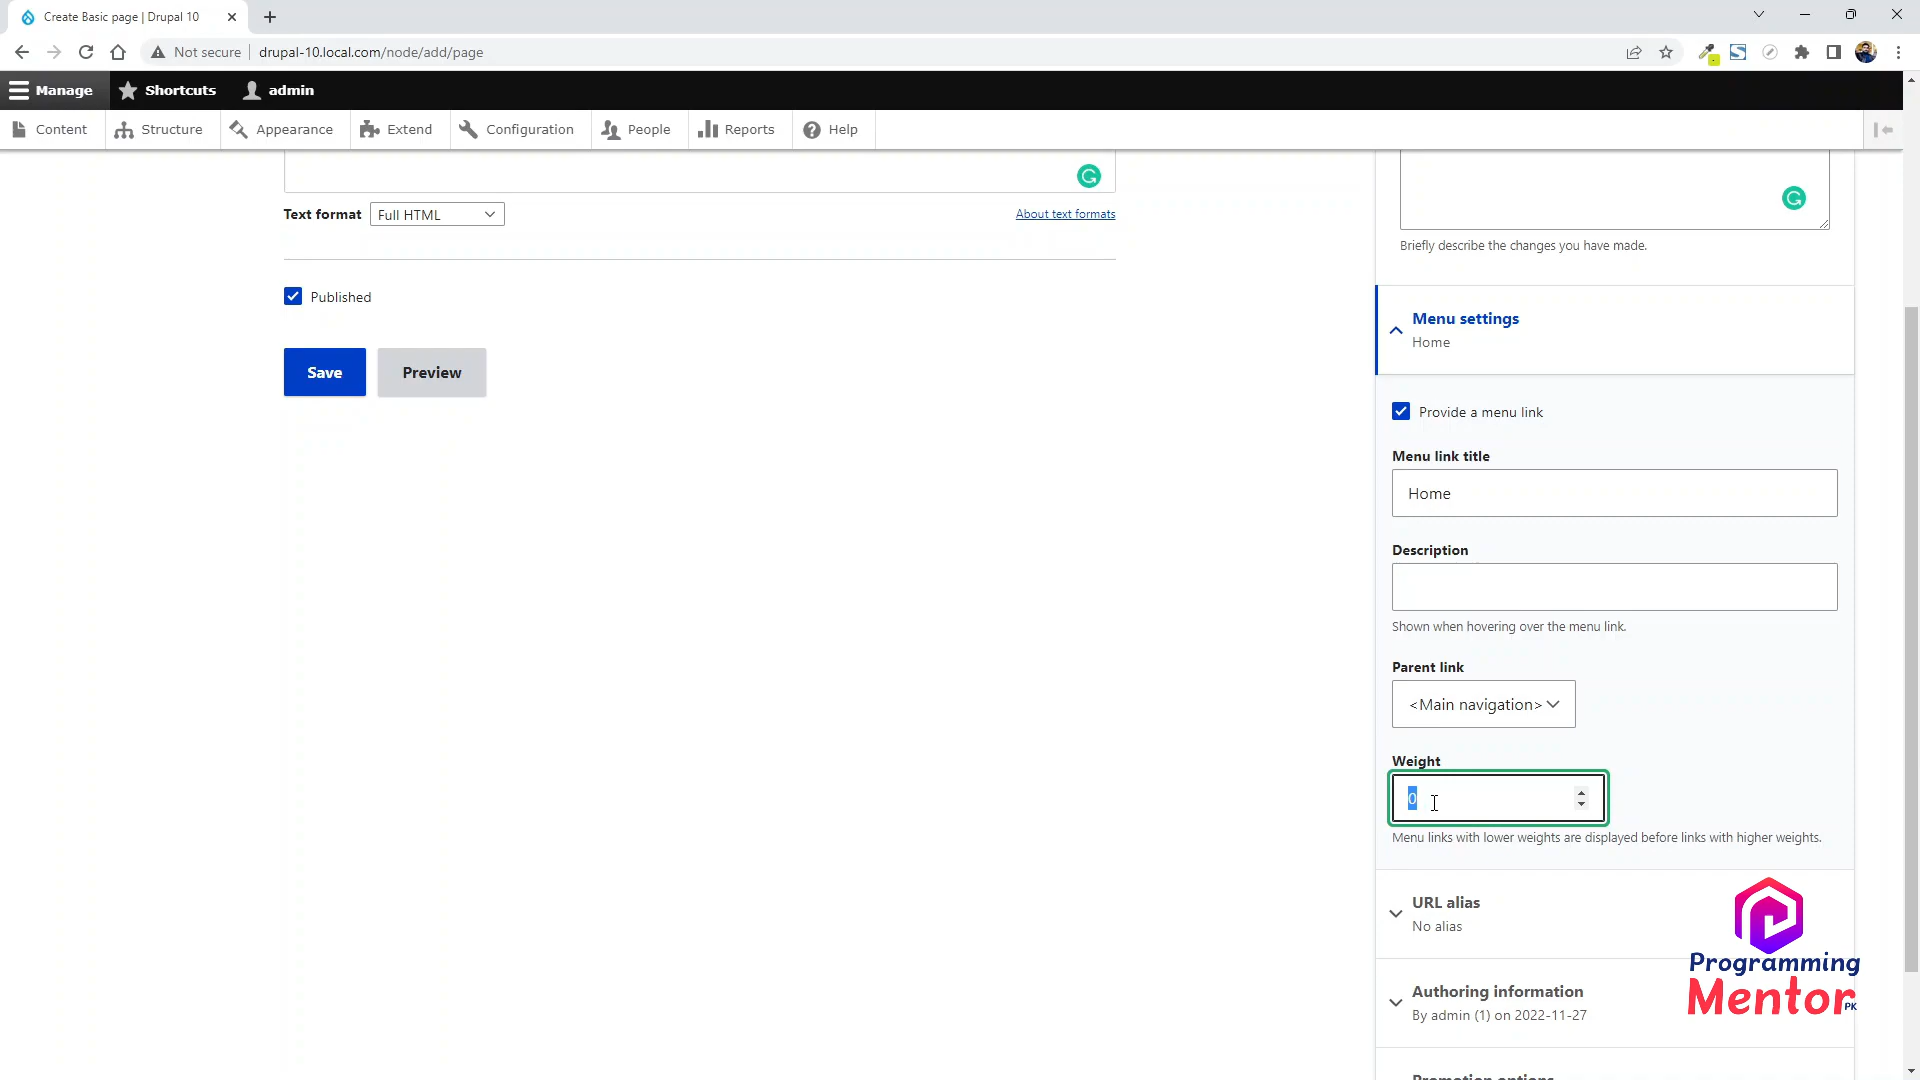 Create Basic page | Drupal 10
Not secure
drupal-10.local.com/node/add/page
Manage
Shortcuts
admin
Content
Structure
Appearance
Extend
Configuration
People
Reports
Help
Text format
Full HTML
About text formats
Published
Save
Preview
Briefly describe the changes you have made.
Menu settings
Home
Provide a menu link
Menu link title
Home
Description
Shown when hovering over the menu link.
Parent link
<Main navigation>
Weight
0
Menu links with lower weights are displayed before links with higher weights.
URL alias
No alias
Authoring information
By admin (1) on 2022-11-27
Promotion options
Programming
Mentor PK